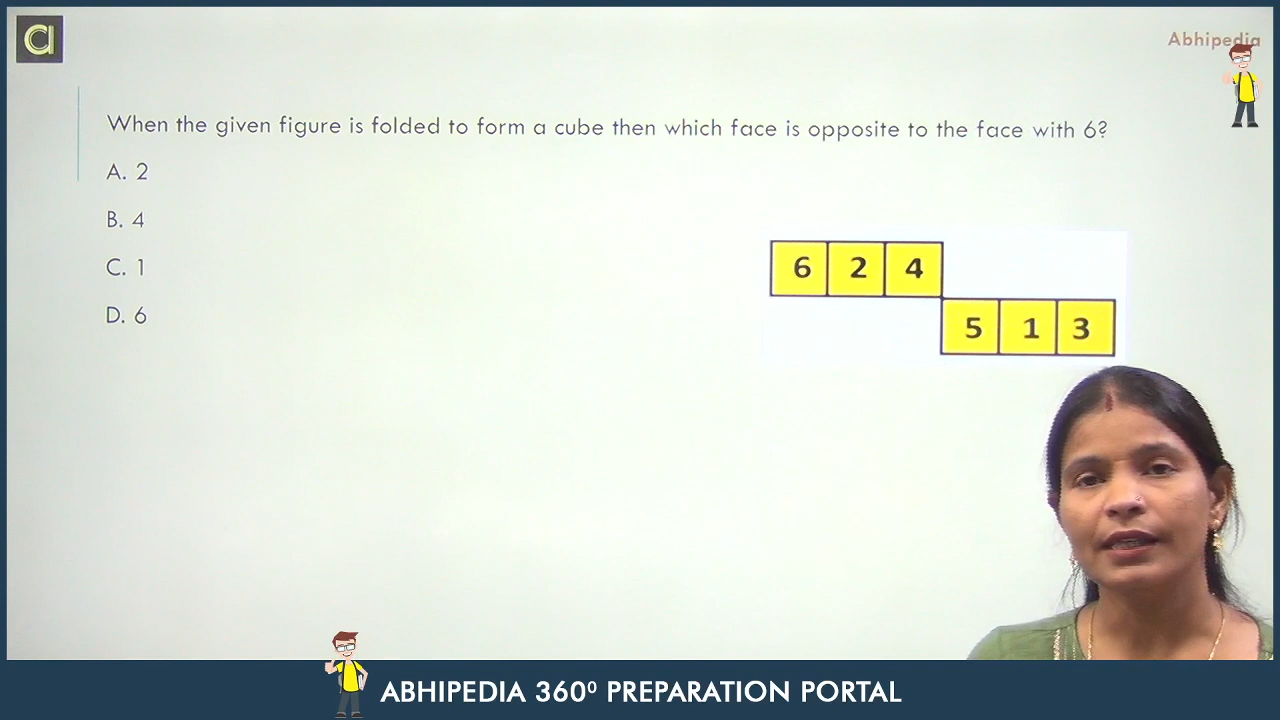 Abhipedia
When the given figure is folded to form a cube then which face is opposite to the face with 6?
A. 2
B. 4
C. 1
D. 6
6 2 4
5 1 3
ABHIPEDIA 360⁰ PREPARATION PORTAL